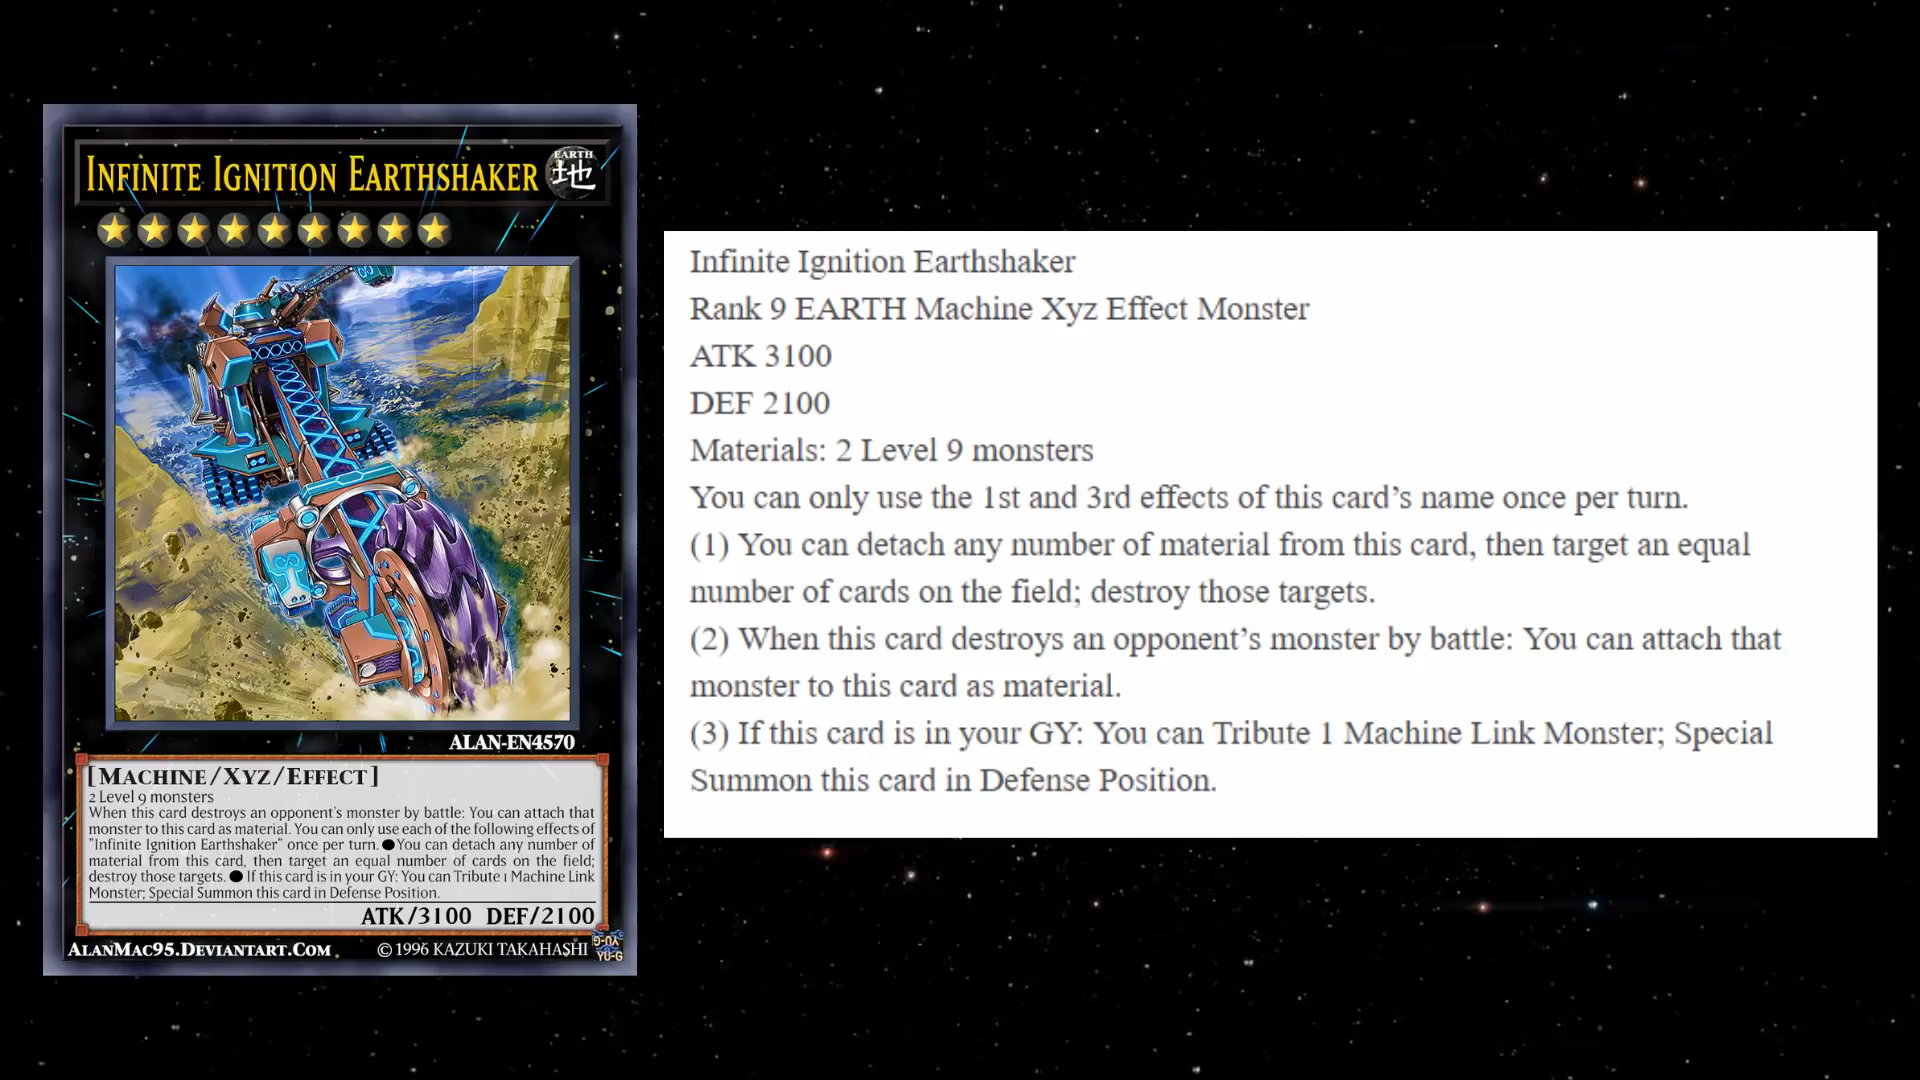 INFINITE IGNITION EARTHSHAKER
EARTH
地
ALAN-EN4570
[MACHINE/XYZ/EFFECT]
2 Level 9 monsters
When this card destroys an opponent's monster by battle: You can attach that
monster to this card as material. You can only use each of the following effects of
"Infinite Ignition Earthshaker" once per turn. ●You can detach any number of
material from this card, then target an equal number of cards on the field;
destroy those targets. ● If this card is in your GY: You can Tribute 1 Machine Link
Monster; Special Summon this card in Defense Position.
ATK/3100 DEF/2100
ALANMAC95.DEVIANTART.COM
©1996 KAZUKI TAKAHASHI
Infinite Ignition Earthshaker
Rank 9 EARTH Machine Xyz Effect Monster
ATK 3100
DEF 2100
Materials: 2 Level 9 monsters
You can only use the 1st and 3rd effects of this card’s name once per turn.
(1) You can detach any number of material from this card, then target an equal
number of cards on the field; destroy those targets.
(2) When this card destroys an opponent’s monster by battle: You can attach that
monster to this card as material.
(3) If this card is in your GY: You can Tribute 1 Machine Link Monster; Special
Summon this card in Defense Position.